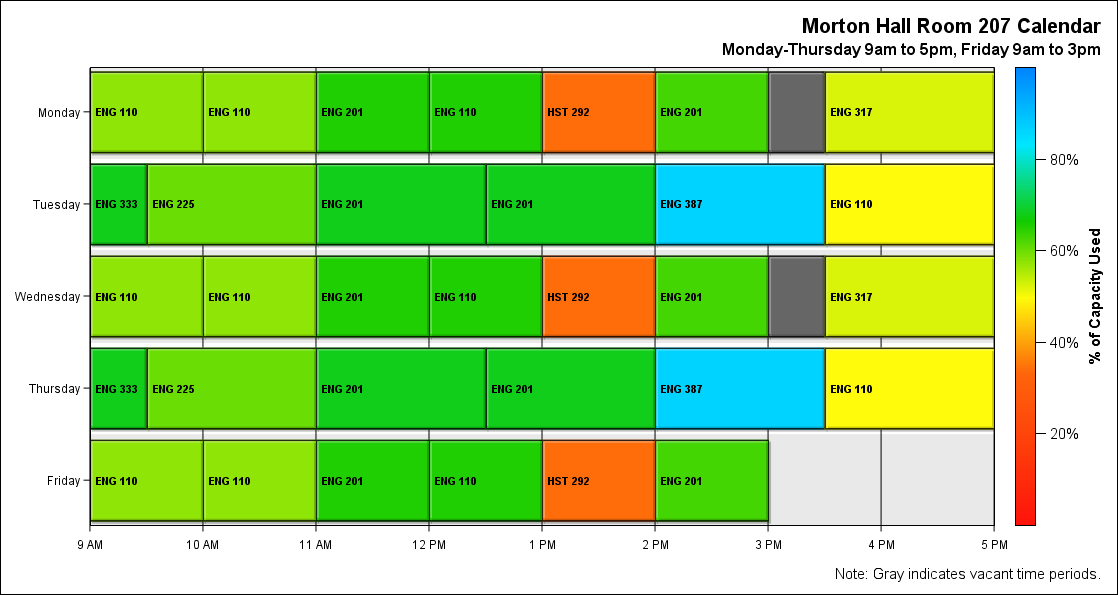 Morton Hall Room 207 Calendar
Monday-Thursday 9am to 5pm, Friday 9am to 3pm
Monday
ENG 110
ENG 110
ENG 201
ENG 110
HST 292
ENG 201
ENG 317
Tuesday
ENG 333
ENG 225
ENG 201
ENG 201
ENG 387
ENG 110
Wednesday
ENG 110
ENG 110
ENG 201
ENG 110
HST 292
ENG 201
ENG 317
Thursday
ENG 333
ENG 225
ENG 201
ENG 201
ENG 387
ENG 110
Friday
ENG 110
ENG 110
ENG 201
ENG 110
HST 292
ENG 201
9 AM
10 AM
11 AM
12 PM
1 PM
2 PM
3 PM
4 PM
5 PM
80%
60%
40%
20%
% of Capacity Used
Note: Gray indicates vacant time periods.